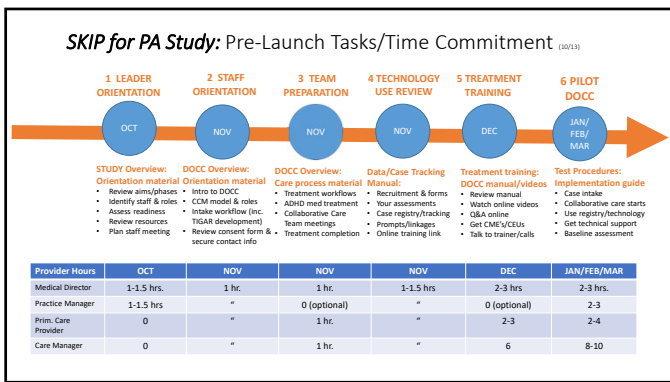 SKIP for PA Study: Pre-Launch Tasks/Time Commitment (10/13)
1 LEADER
ORIENTATION
2 STAFF
ORIENTATION
3 TEAM
PREPARATION
4 TECHNOLOGY
USE REVIEW
5 TREATMENT
TRAINING
6 PILOT
DOCC
OCT
NOV
NOV
NOV
DEC
JAN/
FEB/
MAR
STUDY Overview:
Orientation material
• Review aims/phases
• Identify staff & roles
• Assess readiness
• Review resources
• Plan staff meeting
DOCC Overview:
Orientation material
• Intro to DOCC
• CCM model & roles
• Intake workflow (inc.
TIGAR development)
• Review consent form &
secure contact info
DOCC Overview:
Care process material
• Treatment workflows
• ADHD med treatment
• Collaborative Care
Team meetings
• Treatment completion
Data/Case Tracking
Manual:
• Recruitment & forms
• Your assessments
• Case registry/tracking
• Prompts/linkages
• Online training link
Treatment training:
DOCC manual/videos
• Review manual
• Watch online videos
• Q&A online
• Get CME's/CEUs
• Talk to trainer/calls
Test Procedures:
Implementation guide
• Case intake
• Collaborative care starts
• Use registry/technology
• Get technical support
• Baseline assessment
Provider Hours OCT NOV NOV NOV DEC JAN/FEB/MAR
Medical Director 1-1.5 hrs. 1 hr. 1 hr. 1-1.5 hrs 2-3 hrs 2-3 hrs.
Practice Manager 1-1.5 hrs " 0 (optional) " 0 (optional) 2-3
Prim. Care
Provider 0 " 1 hr. " 2-3 2-4
Care Manager 0 " 1 hr. " 6 8-10